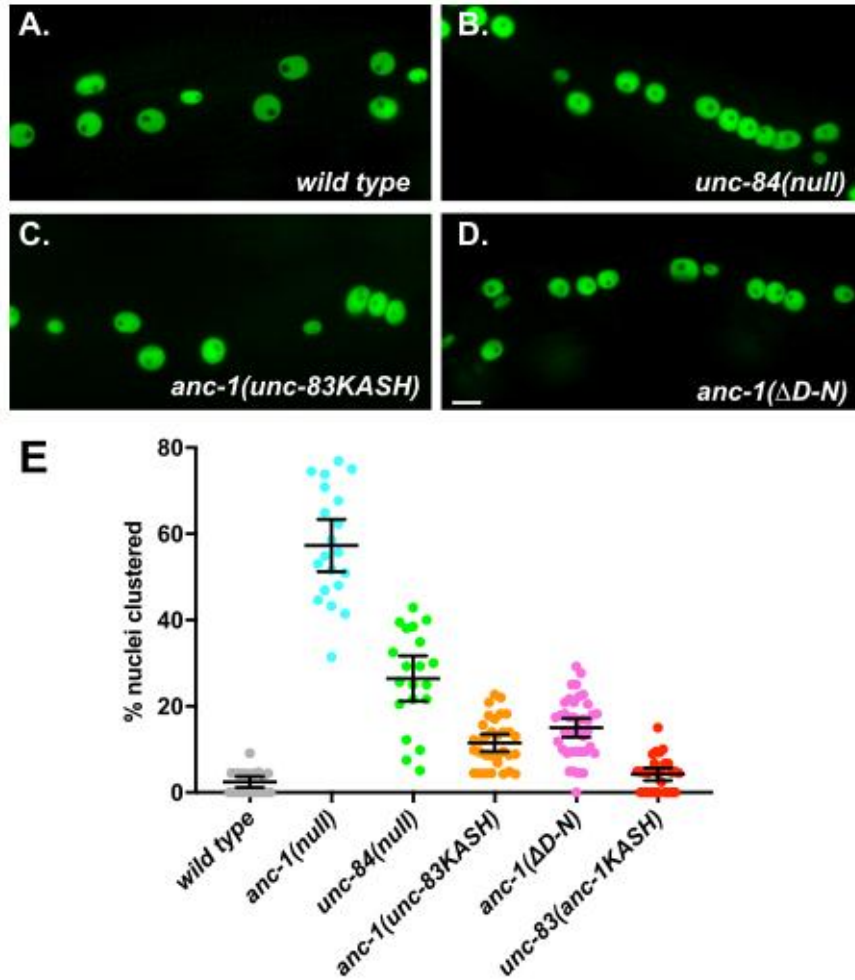 A.
wild type
B.
unc-84(null)
C.
anc-1(unc-83KASH)
D.
anc-1(ΔD-N)
E
% nuclei clustered
80
60
40
20
0
wild type
anc-1(null)
unc-84(null)
anc-1(unc-83KASH)
anc-1(ΔD-N)
unc-83(anc-1KASH)